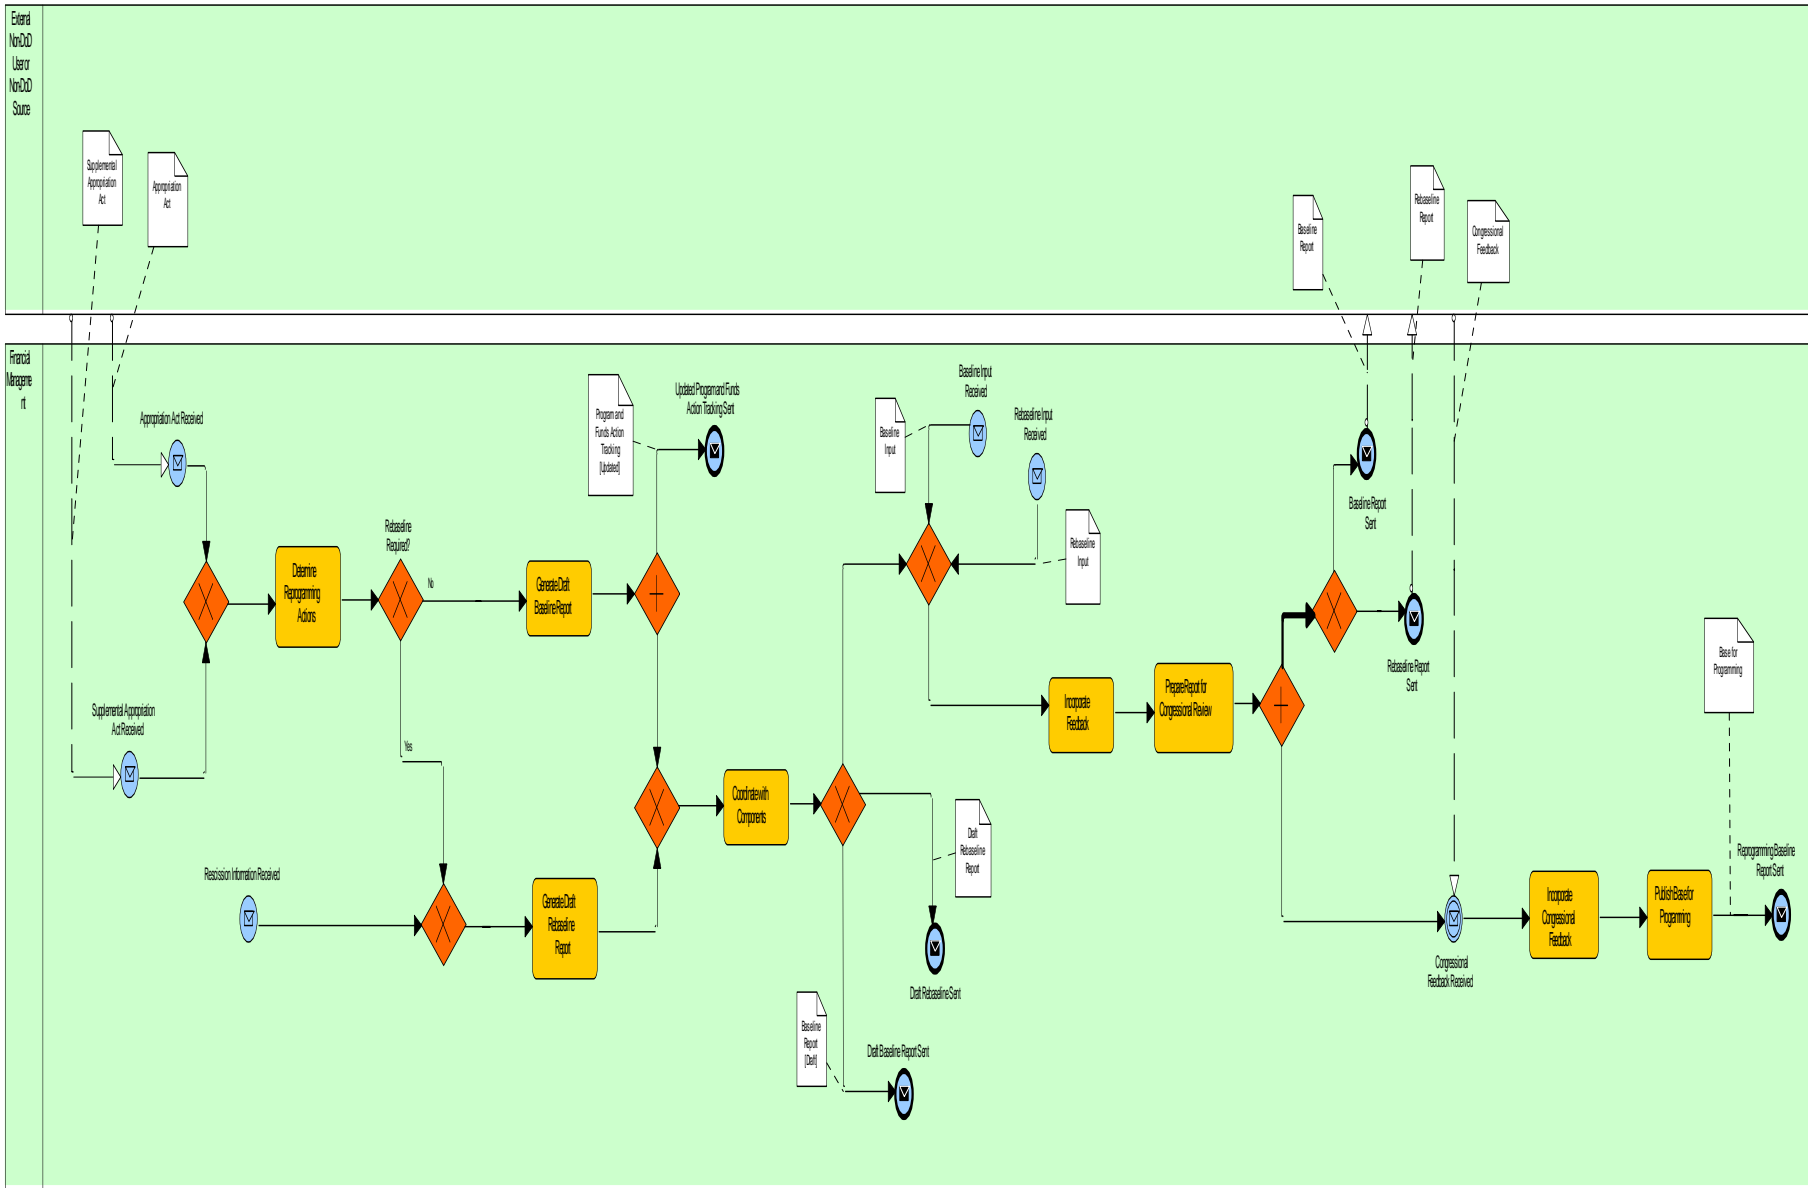 External
Non-DoD
User or
Non-DoD
Source
Supplemental
Appropriation
Act
Appropriation
Act
Baseline
Report
Rebaseline
Report
Congressional
Feedback
Financial
Manageme
nt
Appropriation Act Received
Supplemental Appropriation
Act Received
Rescission Information Received
Determine
Reprogramming
Actions
Rebaseline
Required?
No
Yes
Generate Draft
Baseline Report
Generate Draft
Rebaseline
Report
Program and
Funds Action
Tracking
[Updated]
Updated Program and Funds
Action Tracking Sent
Coordinate with
Components
Baseline
Input
Baseline Input
Received
Rebaseline Input
Received
Rebaseline
Input
Draft
Rebaseline
Report
Draft Rebaseline Sent
Baseline
Report
[Draft]
Draft Baseline Report Sent
Incorporate
Feedback
Prepare Report for
Congressional Review
Baseline Report
Sent
Rebaseline Report
Sent
Congressional
Feedback Received
Incorporate
Congressional
Feedback
Publish Base for
Programming
Base for
Programming
Reprogramming Baseline
Report Sent